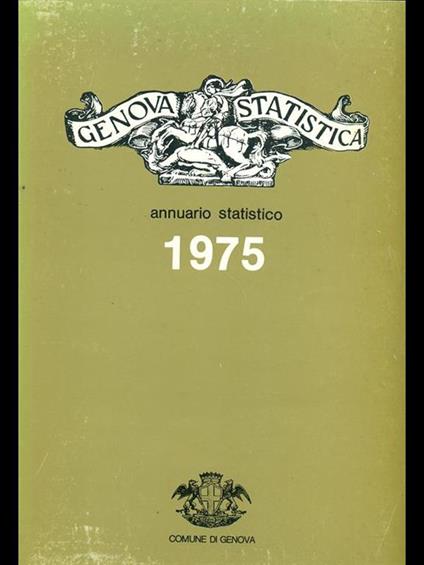 GENOVA STATISTICA
annuario statistico
1975
COMUNE DI GENOVA